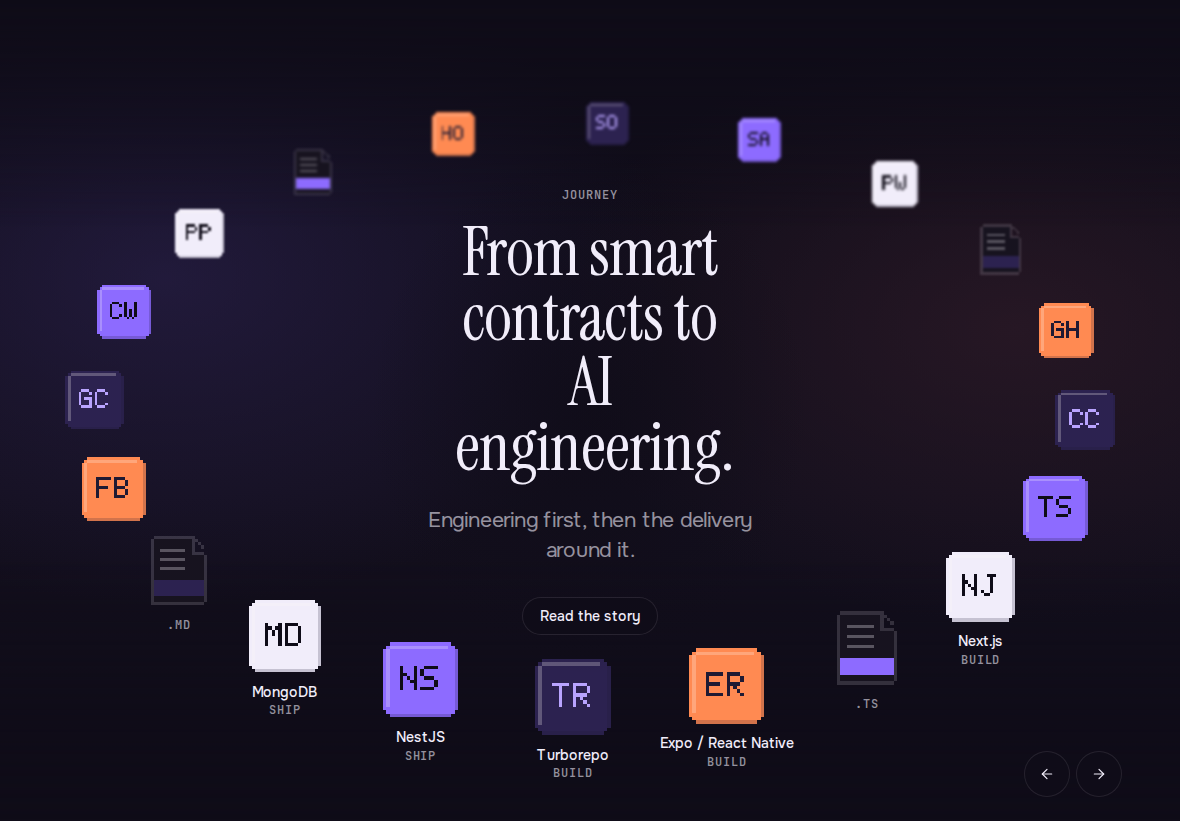 HO
SO
SA
PW
JOURNEY
PP
From smart
contracts to
AI
engineering.
CW
GH
GC
CC
FB
TS
Engineering first, then the delivery
around it.
.MD
MD
NJ
Read the story
Next.js
BUILD
MongoDB
SHIP
NS
TR
ER
.TS
NestJS
SHIP
Turborepo
BUILD
Expo / React Native
BUILD